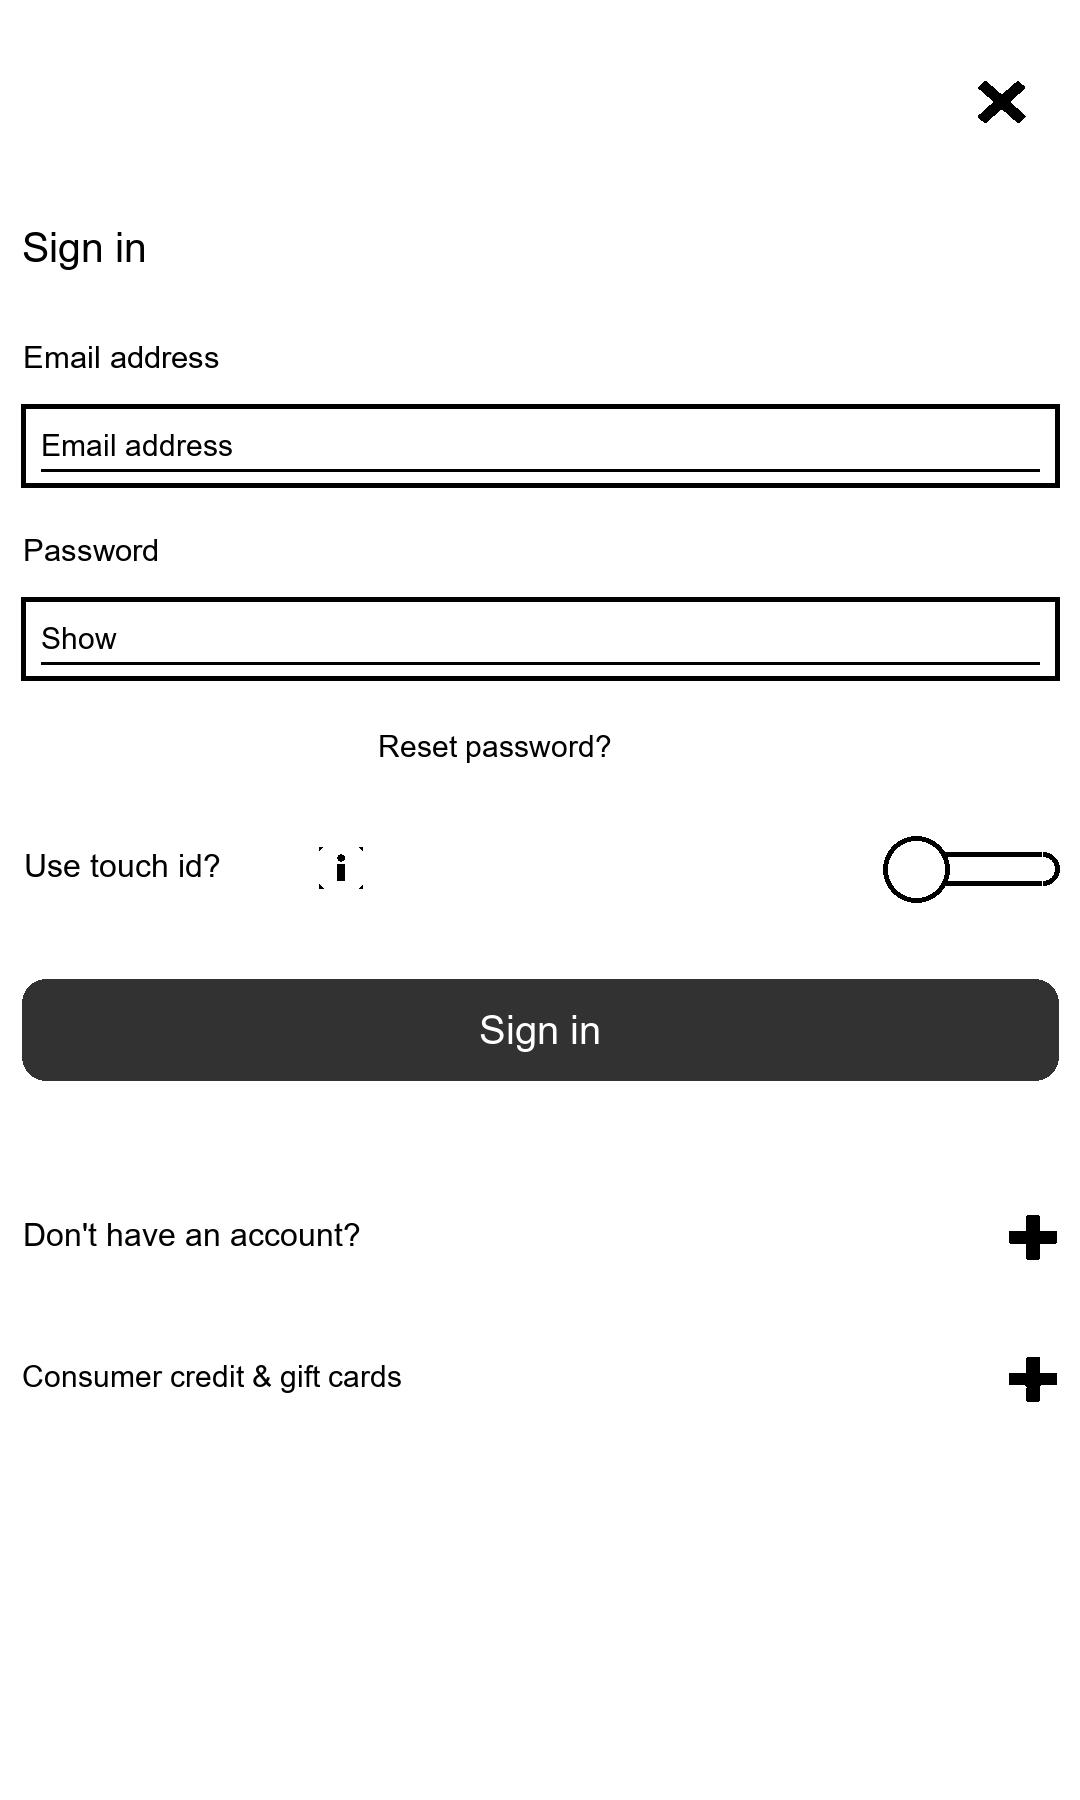 Sign in
Email address
Email address
Password
Show
Reset password?
Use touch id?
i
Sign in
Don't have an account?
Consumer credit & gift cards